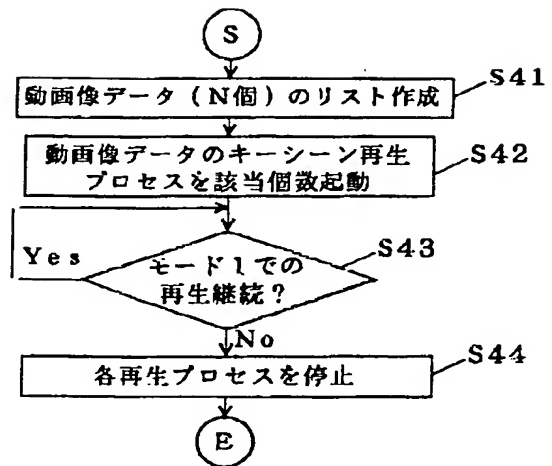 S
動画像データ(N個)のリスト作成
S41
動画像データのキーシーン再生
プロセスを該当個数起動
S42
Yes
モード1での
再生継続?
S43
No
各再生プロセスを停止
S44
E